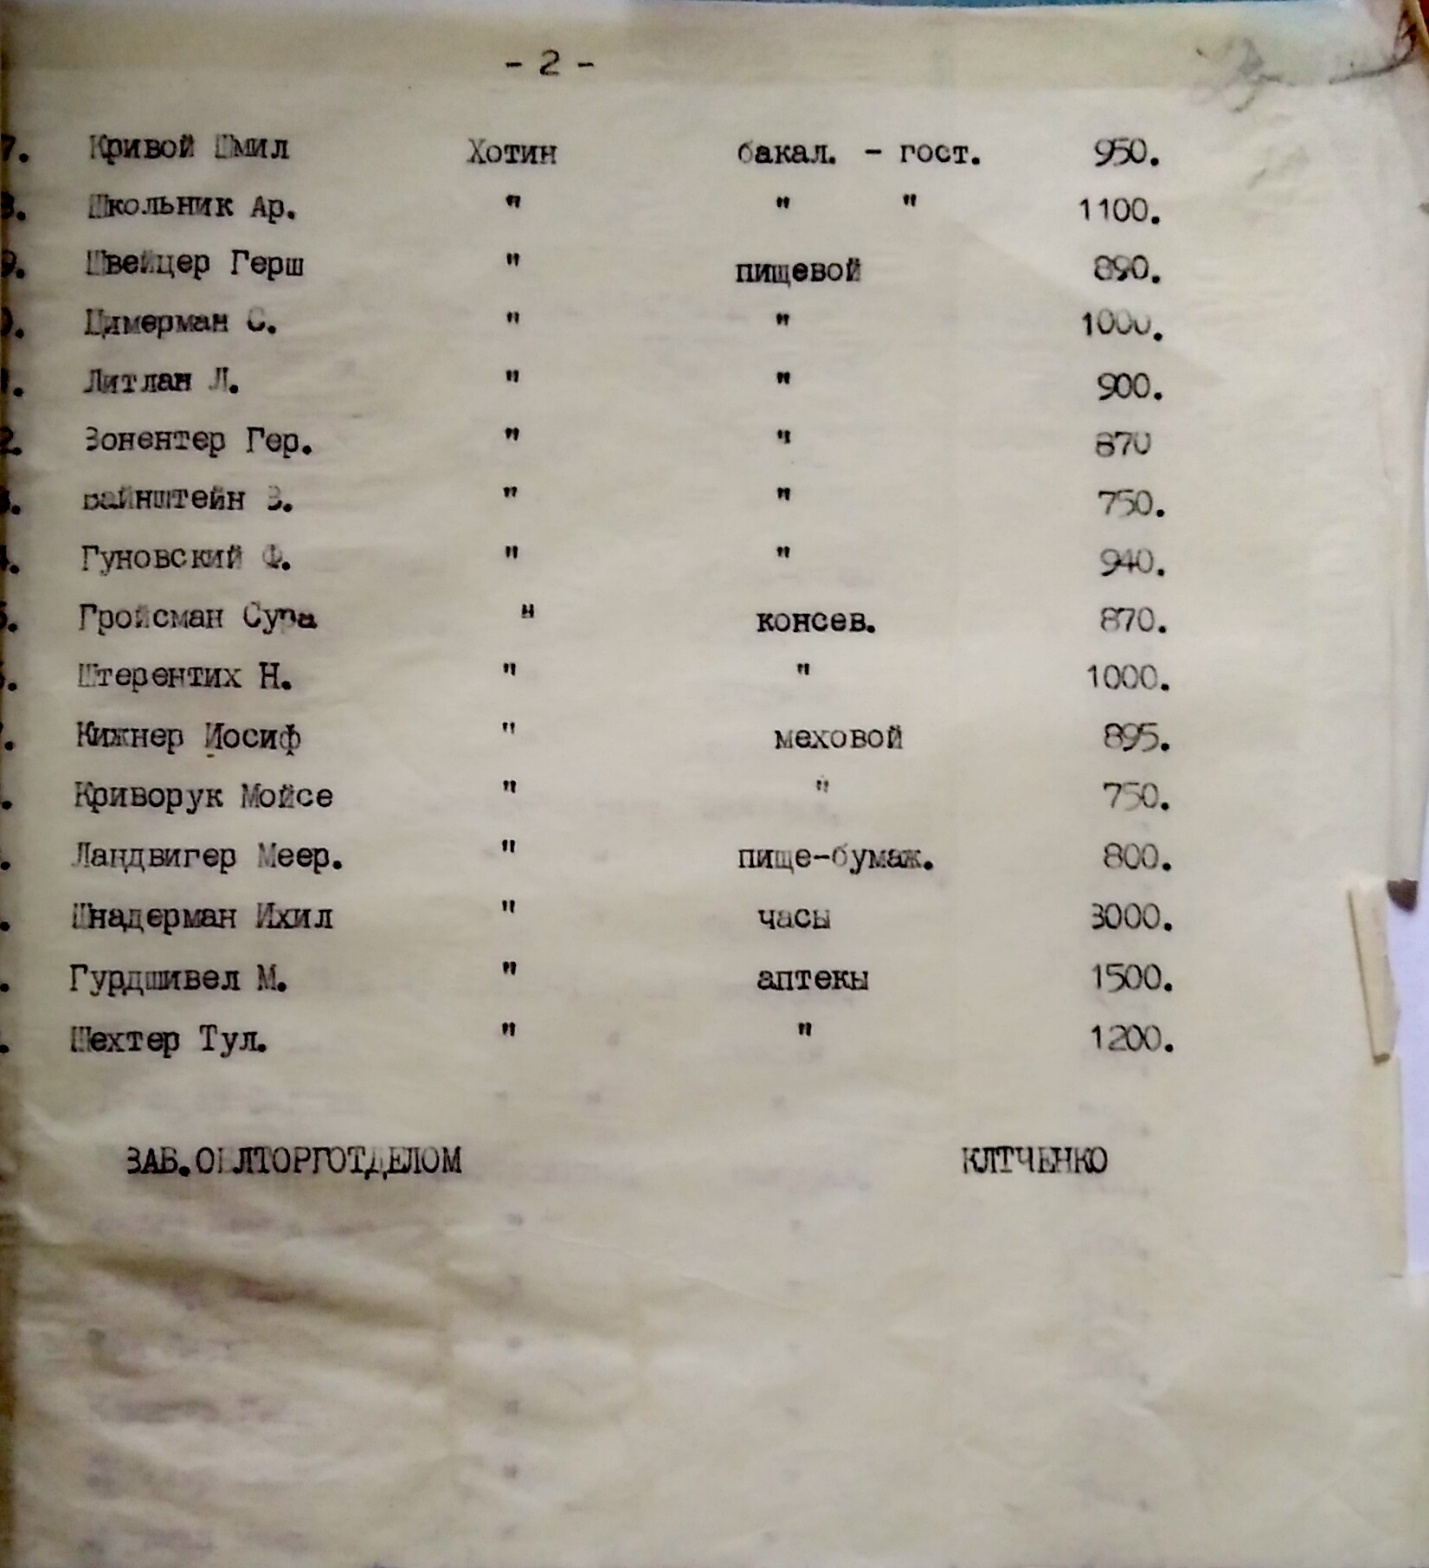 - 2 -
7. Кривой Шмил Хотин бакал. - гост. 950.
8. Школьник Ар. " " " 1100.
9. Швейцер Герш " пищевой 890.
Цимерман С. " " 1000.
Литлан Л. " " 900.
2. Зонентер Гер. " " 870
Вайнштейн З. " " 750.
Гуновский Ф. " " 940.
Гройсман Сура " консев. 870.
Штерентих Н. " " 1000.
Кижнер Иосиф " меховой 895.
Криворук Мойсе " " 750.
Ландвигер Меер. " пище-бумаж. 800.
Шнадерман Ихил " часы 3000.
Гурдшивел М. " аптекы 1500.
Шехтер Тул. " " 1200.
ЗАВ.ОБЛТОРГОТДЕЛОМ КЛТЧЕНКО